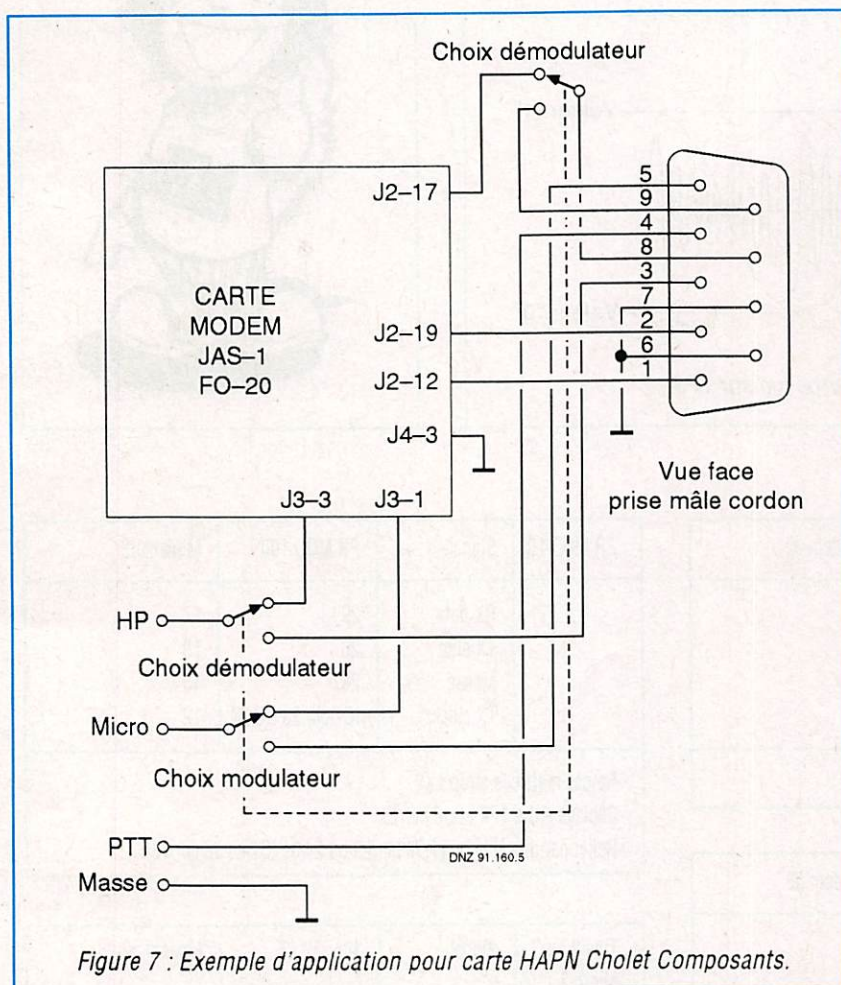 Choix démodulateur
J2–17
5
9
4
8
3
7
2
6
1
CARTE
MODEM
JAS–1
FO–20
J2–19
J2–12
J4–3
J3–3
J3–1
Vue face
prise mâle cordon
HP
Choix démodulateur
Micro
Choix modulateur
PTT
DNZ 91.160.5
Masse
Figure 7 : Exemple d'application pour carte HAPN Cholet Composants.